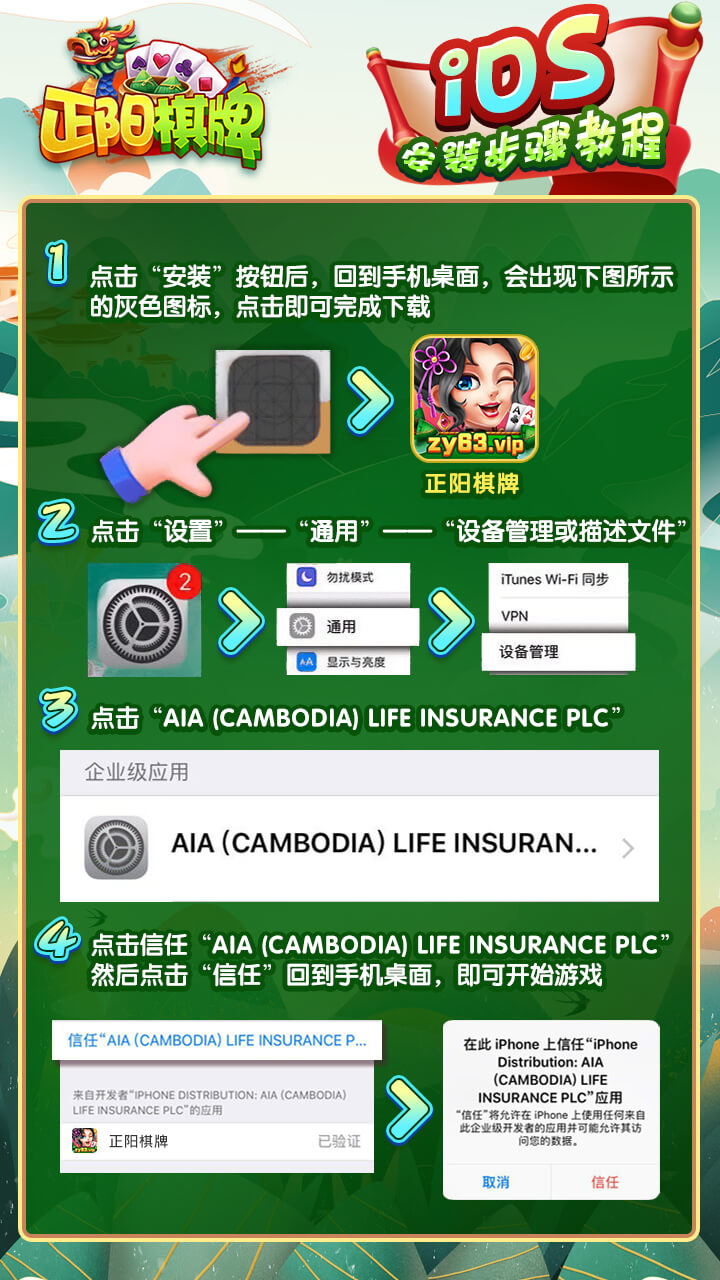 正阳棋牌
iOS
安装步骤教程
1
点击“安装”按钮后，回到手机桌面，会出现下图所示
的灰色图标，点击即可完成下载
A
A
zy63.vip
正阳棋牌
2
点击“设置”——“通用”——“设备管理或描述文件”
2
勿扰模式
通用
AA 显示与亮度
iTunes Wi-Fi 同步
VPN
设备管理
3
点击“AIA (CAMBODIA) LIFE INSURANCE PLC”
企业级应用
AIA (CAMBODIA) LIFE INSURAN...
4
点击信任“AIA (CAMBODIA) LIFE INSURANCE PLC”
然后点击“信任”回到手机桌面，即可开始游戏
信任“AIA (CAMBODIA) LIFE INSURANCE P...
来自开发者“IPHONE DISTRIBUTION: AIA (CAMBODIA)
LIFE INSURANCE PLC”的应用
zy63.vip
正阳棋牌
已验证
在此 iPhone 上信任“iPhone
Distribution: AIA
(CAMBODIA) LIFE
INSURANCE PLC”应用
“信任”将允许在 iPhone 上使用任何来自
此企业级开发者的应用并可能允许其访
问您的数据。
取消
信任